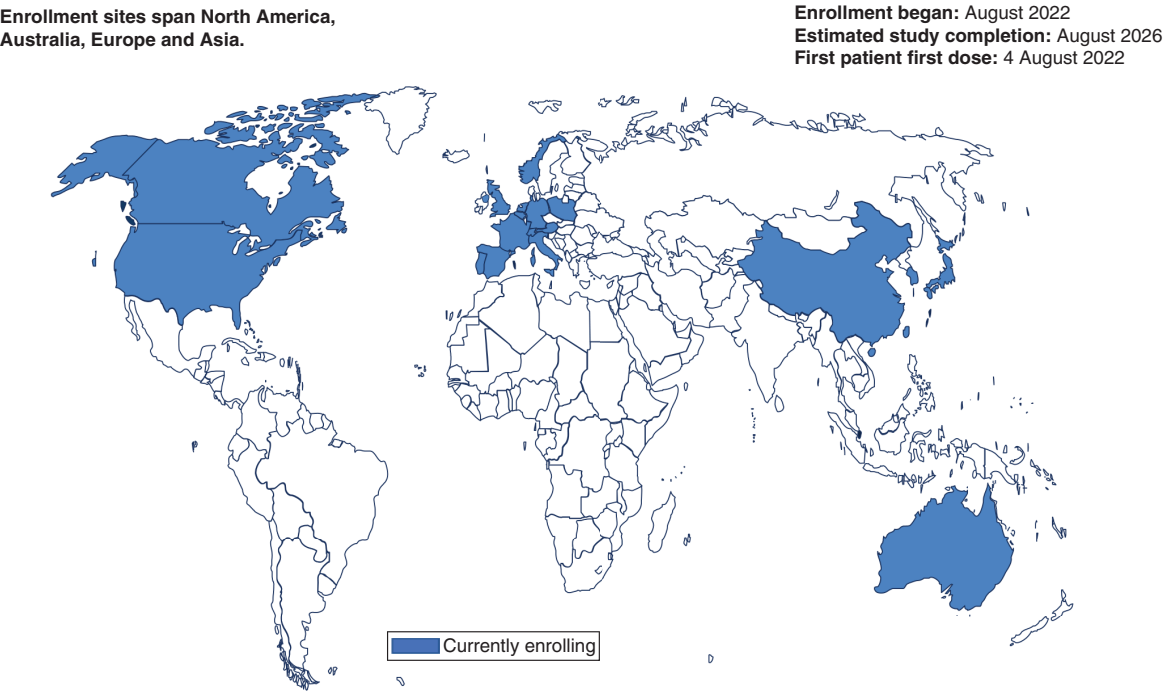 Enrollment sites span North America,
Australia, Europe and Asia.
Enrollment began: August 2022
Estimated study completion: August 2026
First patient first dose: 4 August 2022
Currently enrolling